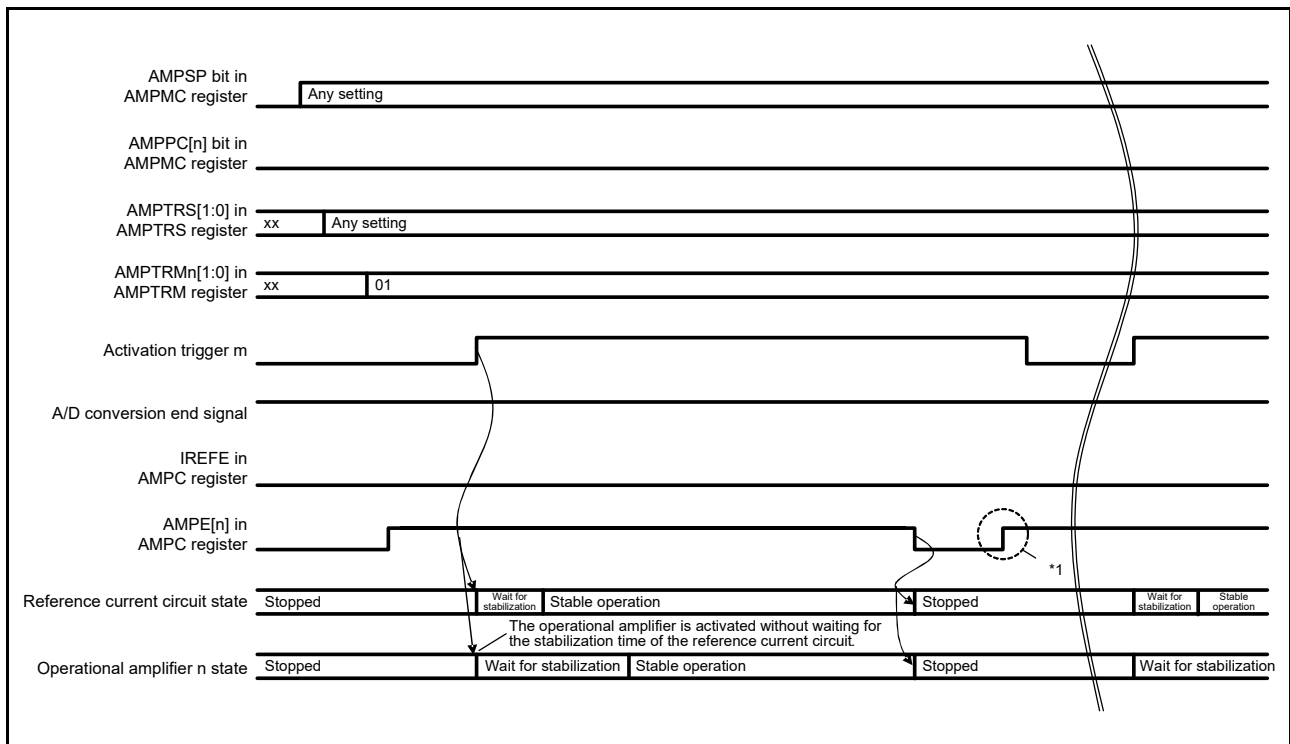 AMPSP bit in
AMPMC register
Any setting
AMPPC[n] bit in
AMPMC register
AMPTRS[1:0] in
AMPTRS register
xx
Any setting
AMPTRMn[1:0] in
AMPTRM register
xx
01
Activation trigger m
A/D conversion end signal
IREFE in
AMPC register
AMPE[n] in
AMPC register
*1
Reference current circuit state
Stopped
Wait for
stabilization
Stable operation
Stopped
Wait for
stabilization
Stable
operation
The operational amplifier is activated without waiting for
the stabilization time of the reference current circuit.
Operational amplifier n state
Stopped
Wait for stabilization
Stable operation
Stopped
Wait for stabilization